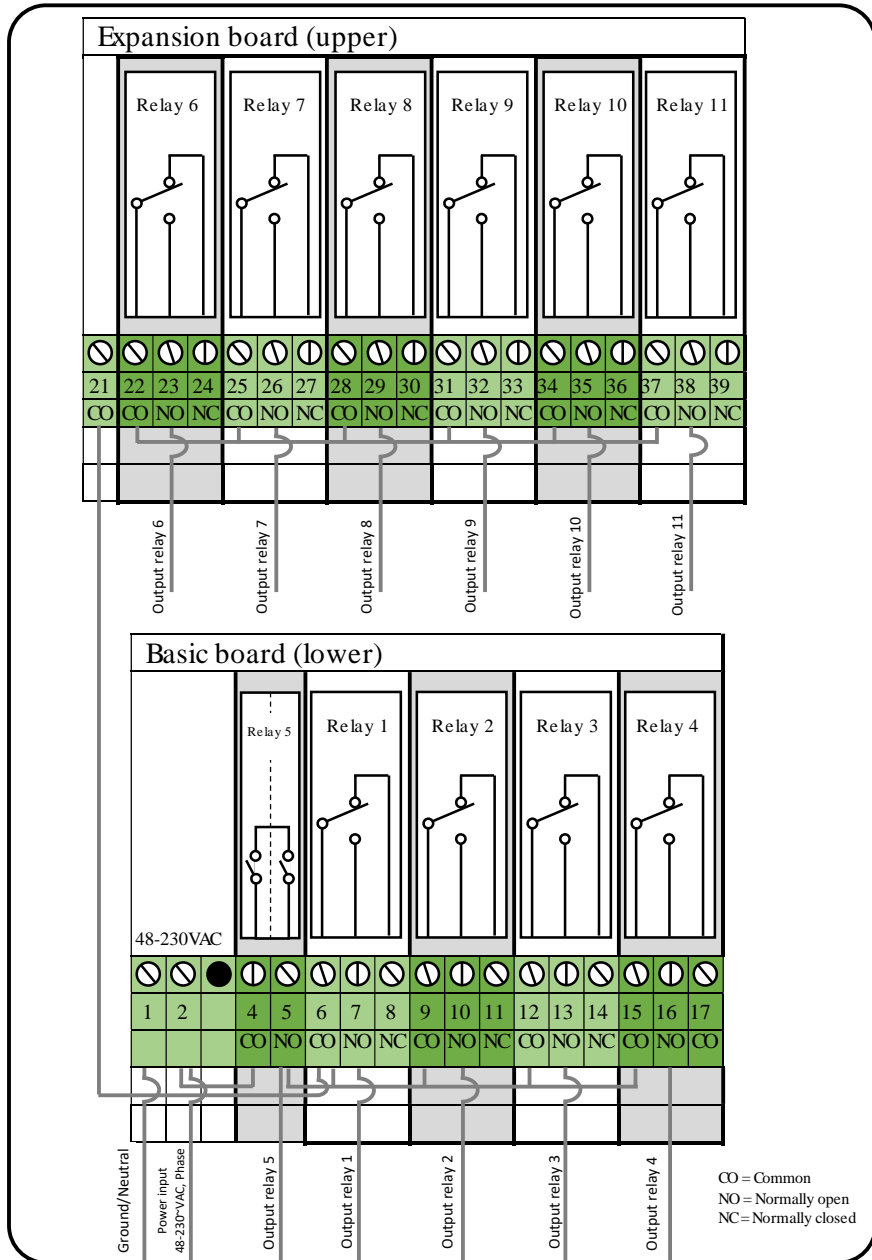 Expansion board (upper)
Relay 6 Relay 7 Relay 8 Relay 9 Relay 10 Relay 11
21 22 23 24 25 26 27 28 29 30 31 32 33 34 35 36 37 38 39
CO CO NO NC CO NO NC CO NO NC CO NO NC CO NO NC CO NO NC
Output relay 6
Output relay 7
Output relay 8
Output relay 9
Output relay 10
Output relay 11
Basic board (lower)
Relay 5 Relay 1 Relay 2 Relay 3 Relay 4
48-230VAC
1 2 4 5 6 7 8 9 10 11 12 13 14 15 16 17
CO NO CO NO NC CO NO NC CO NO NC CO NO CO
Ground/Neutral
Power input
48-230~VAC, Phase
Output relay 5
Output relay 1
Output relay 2
Output relay 3
Output relay 4
CO = Common
NO = Normally open
NC = Normally closed